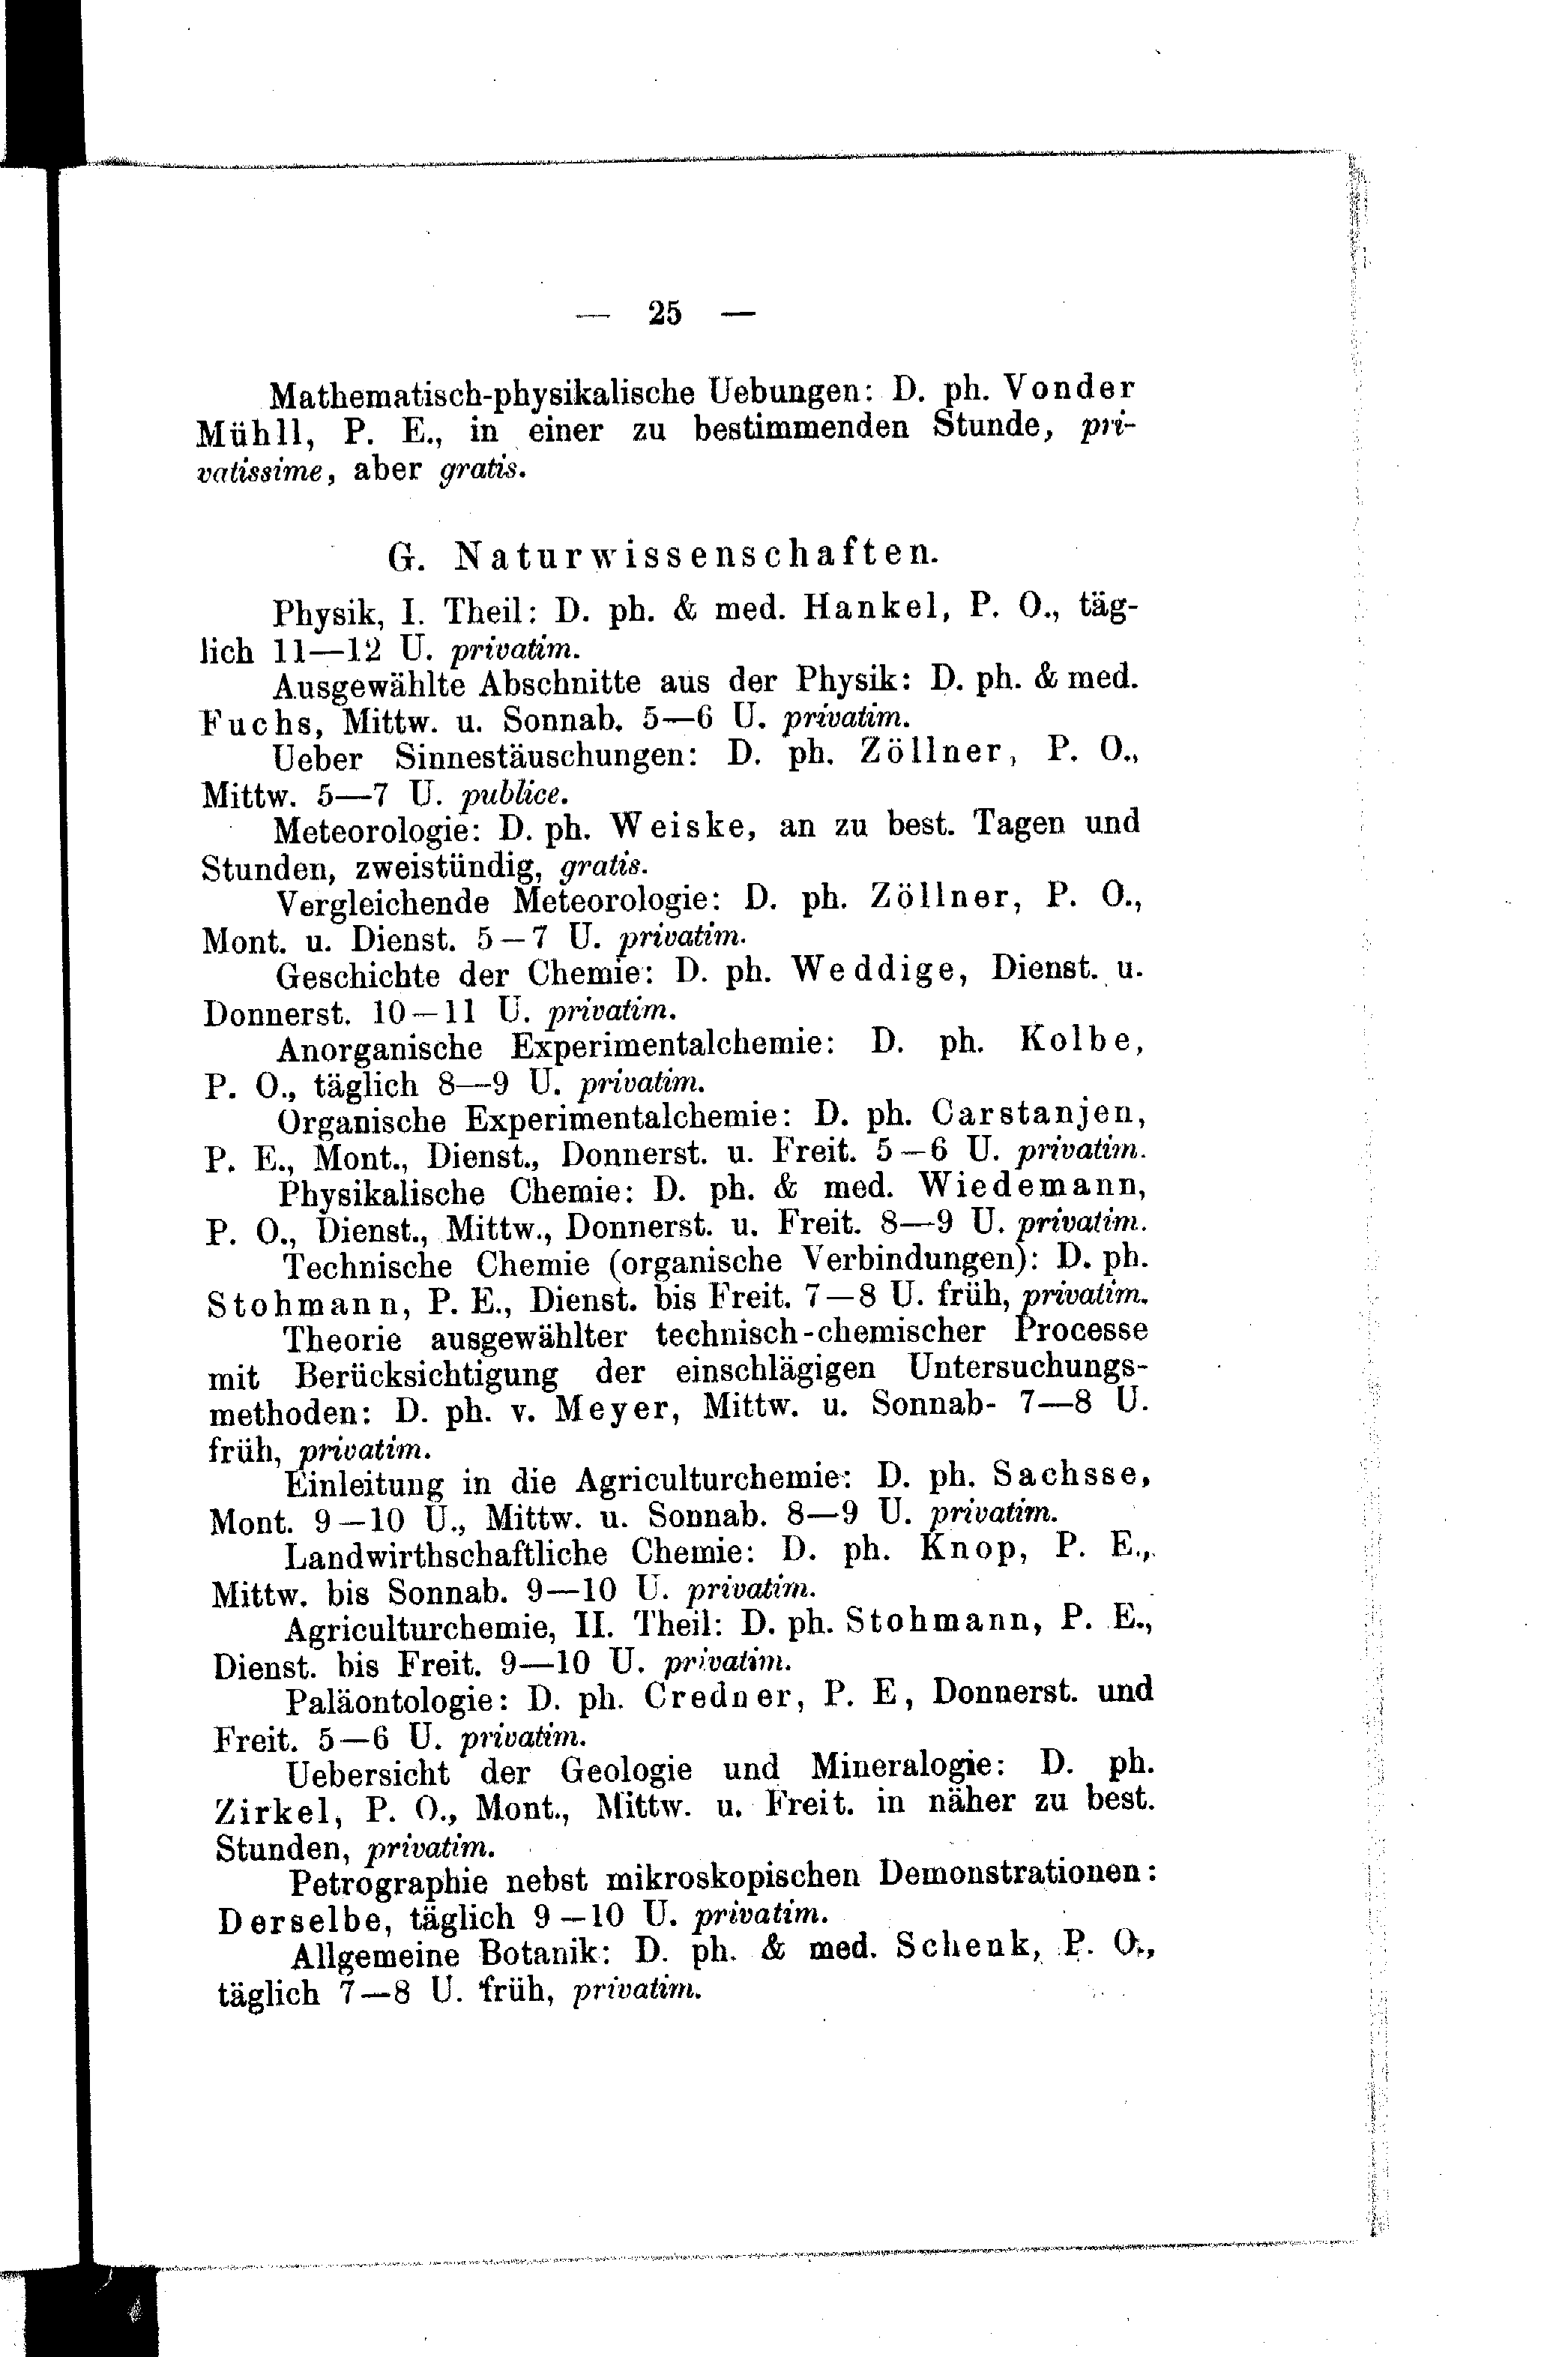 — 25 —
Mathematisch-physikalische Uebungen: D. ph. Vonder
Mühll, P. E., in einer zu bestimmenden Stunde, pri-
vatissime, aber gratis.
G. Naturwissenschaften.
Physik, I. Theil: D. ph. & med. Hankel, P. O., täg-
lich 11—12 U. privatim.
Ausgewählte Abschnitte aus der Physik: D. ph. & med.
Fuchs, Mittw. u. Sonnab. 5—6 U. privatim.
Ueber Sinnestäuschungen: D. ph. Zöllner, P. O.,
Mittw. 5—7 U. publice.
Meteorologie: D. ph. Weiske, an zu best. Tagen und
Stunden, zweistündig, gratis.
Vergleichende Meteorologie: D. ph. Zöllner, P. O.,
Mont. u. Dienst. 5—7 U. privatim.
Geschichte der Chemie: D. ph. Weddige, Dienst. u.
Donnerst. 10—11 U. privatim.
Anorganische Experimentalchemie: D. ph. Kolbe,
P. O., täglich 8—9 U. privatim.
Organische Experimentalchemie: D. ph. Carstanjen,
P. E., Mont., Dienst., Donnerst. u. Freit. 5—6 U. privatim.
Physikalische Chemie: D. ph. & med. Wiedemann,
P. O., Dienst., Mittw., Donnerst. u. Freit. 8—9 U. privatim.
Technische Chemie (organische Verbindungen): D. ph.
Stohmann, P. E., Dienst. bis Freit. 7—8 U. früh, privatim.
Theorie ausgewählter technisch-chemischer Processe
mit Berücksichtigung der einschlägigen Untersuchungs-
methoden: D. ph. v. Meyer, Mittw. u. Sonnab- 7—8 U.
früh, privatim.
Einleitung in die Agriculturchemie: D. ph. Sachsse,
Mont. 9—10 U., Mittw. u. Sonnab. 8—9 U. privatim.
Landwirthschaftliche Chemie: D. ph. Knop, P. E.,
Mittw. bis Sonnab. 9—10 U. privatim.
Agriculturchemie, II. Theil: D. ph. Stohmann, P. E.,
Dienst. bis Freit. 9—10 U. privatim.
Paläontologie: D. ph. Credner, P. E, Donnerst. und
Freit. 5—6 U. privatim.
Uebersicht der Geologie und Mineralogie: D. ph.
Zirkel, P. O., Mont., Mittw. u. Freit. in näher zu best.
Stunden, privatim.
Petrographie nebst mikroskopischen Demonstrationen:
Derselbe, täglich 9—10 U. privatim.
Allgemeine Botanik: D. ph. & med. Schenk, P. O.,
täglich 7—8 U. früh, privatim.